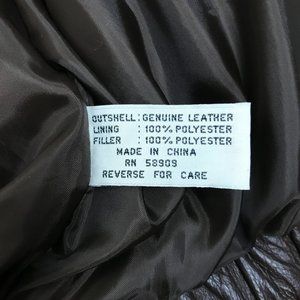 OUTSHELL : GENUINE LEATHER
LINING : 100% POLYESTER
FILLER : 100% POLYESTER
MADE IN CHINA
RN 58909
REVERSE FOR CARE